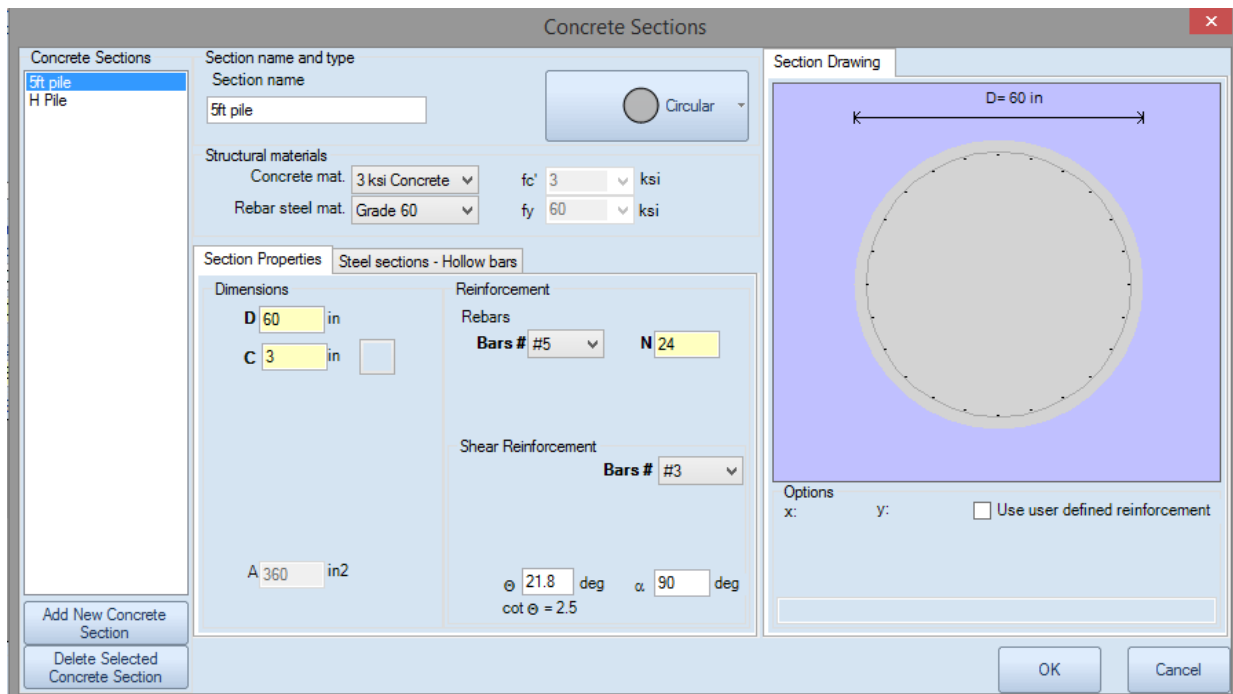 Concrete Sections
Concrete Sections
5ft pile
H Pile
Add New Concrete
Section
Delete Selected
Concrete Section
Section name and type
Section name
5ft pile
Circular
Structural materials
Concrete mat. 3 ksi Concrete fc' 3 ksi
Rebar steel mat. Grade 60 fy 60 ksi
Section Properties Steel sections - Hollow bars
Dimensions
D 60 in
C 3 in
A 360 in2
Reinforcement
Rebars
Bars # #5 N 24
Shear Reinforcement
Bars # #3
Θ 21.8 deg α 90 deg
cot Θ = 2.5
Section Drawing
D= 60 in
Options
x: y: Use user defined reinforcement
OK Cancel